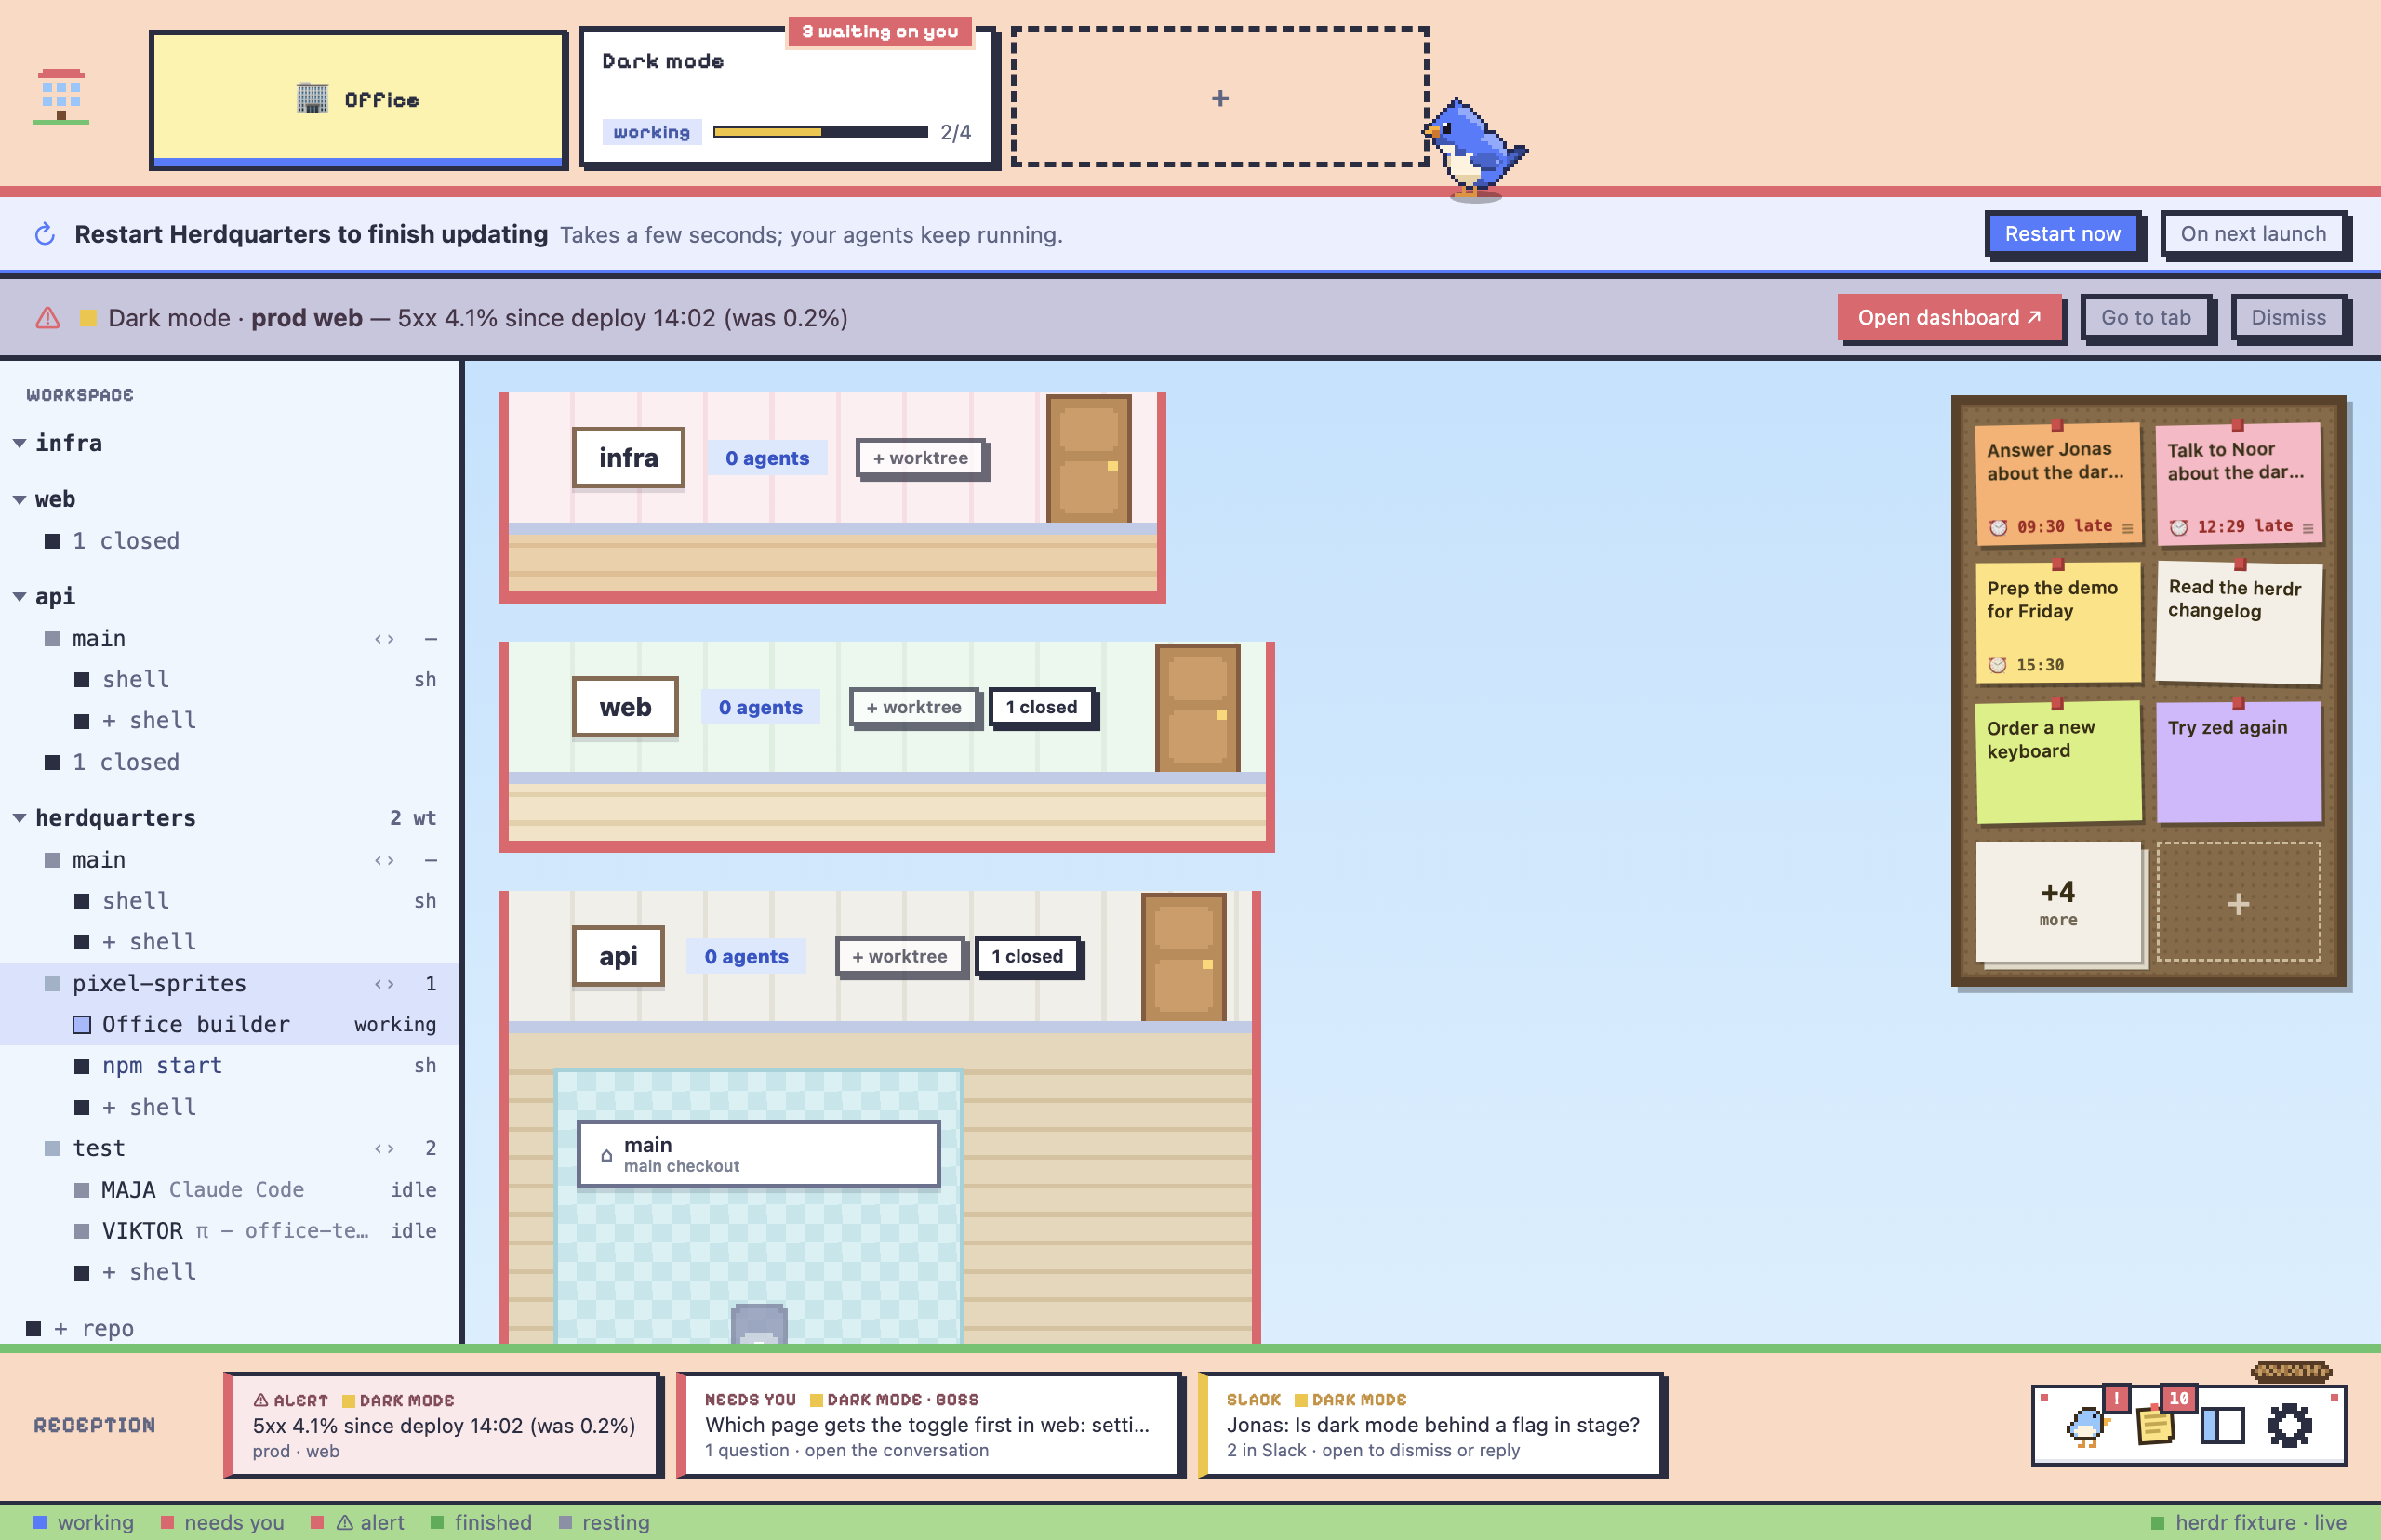 Office
3 waiting on you
Dark mode
working 2/4
+
Restart Herdquarters to finish updating Takes a few seconds; your agents keep running.
Restart now
On next launch
Dark mode · prod web — 5xx 4.1% since deploy 14:02 (was 0.2%)
Open dashboard ↗
Go to tab
Dismiss
WORKSPACE
infra
web
1 closed
api
main <> —
shell sh
+ shell
1 closed
herdquarters 2 wt
main <> —
shell sh
+ shell
pixel-sprites <> 1
Office builder working
npm start sh
+ shell
test <> 2
MAJA Claude Code idle
VIKTOR π - office-te… idle
+ shell
+ repo
infra 0 agents + worktree
web 0 agents + worktree 1 closed
api 0 agents + worktree 1 closed
main
main checkout
Answer Jonas
about the dar…
09:30 late
Talk to Noor
about the dar…
12:29 late
Prep the demo
for Friday
15:30
Read the herdr
changelog
Order a new
keyboard
Try zed again
+4
more
+
RECEPTION
ALERT DARK MODE
5xx 4.1% since deploy 14:02 (was 0.2%)
prod · web
NEEDS YOU DARK MODE · BOSS
Which page gets the toggle first in web: setti…
1 question · open the conversation
SLACK DARK MODE
Jonas: Is dark mode behind a flag in stage?
2 in Slack · open to dismiss or reply
!
10
working needs you alert finished resting
herdr fixture · live